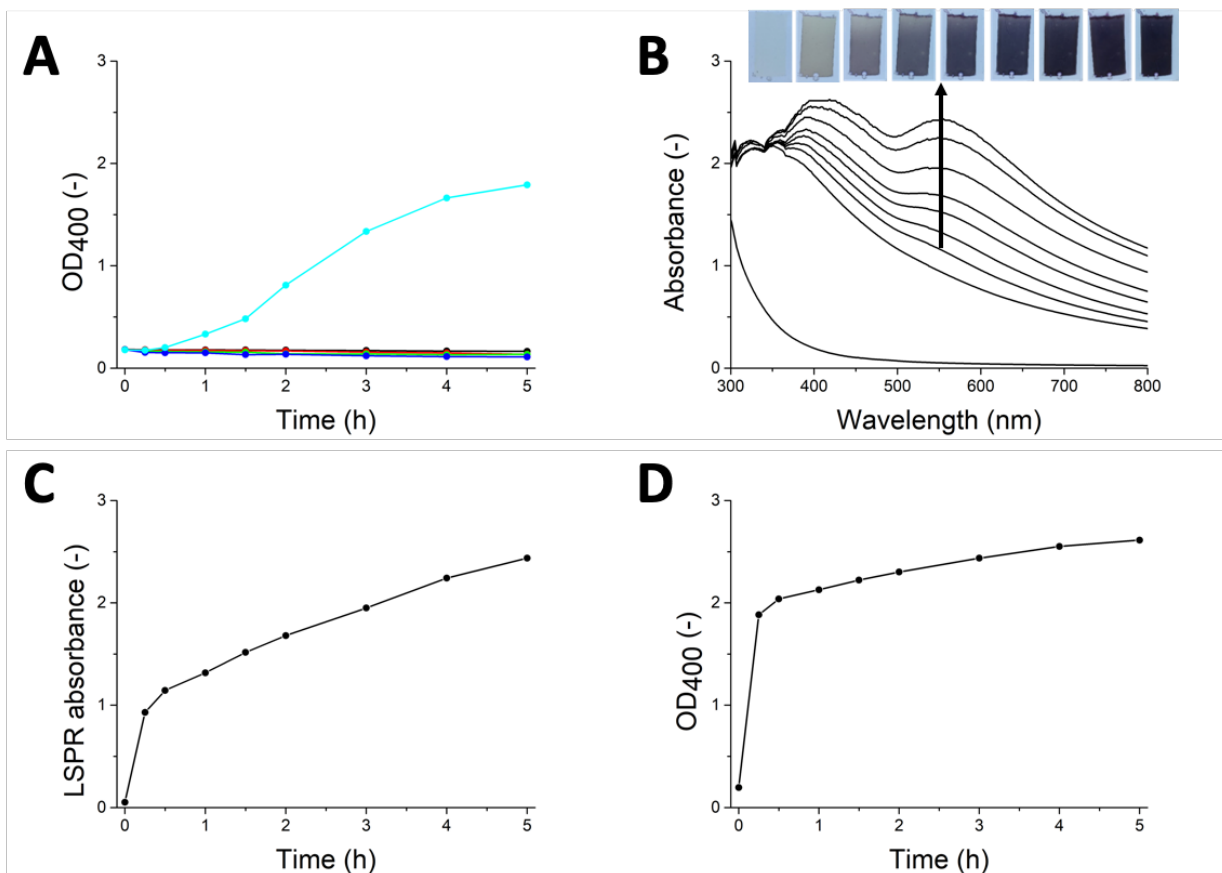 A
3
2
1
0
OD400 (-)
0 1 2 3 4 5
Time (h)
B
3
2
1
0
Absorbance (-)
300 400 500 600 700 800
Wavelength (nm)
C
3
2
1
0
LSPR absorbance (-)
0 1 2 3 4 5
Time (h)
D
3
2
1
0
OD400 (-)
0 1 2 3 4 5
Time (h)